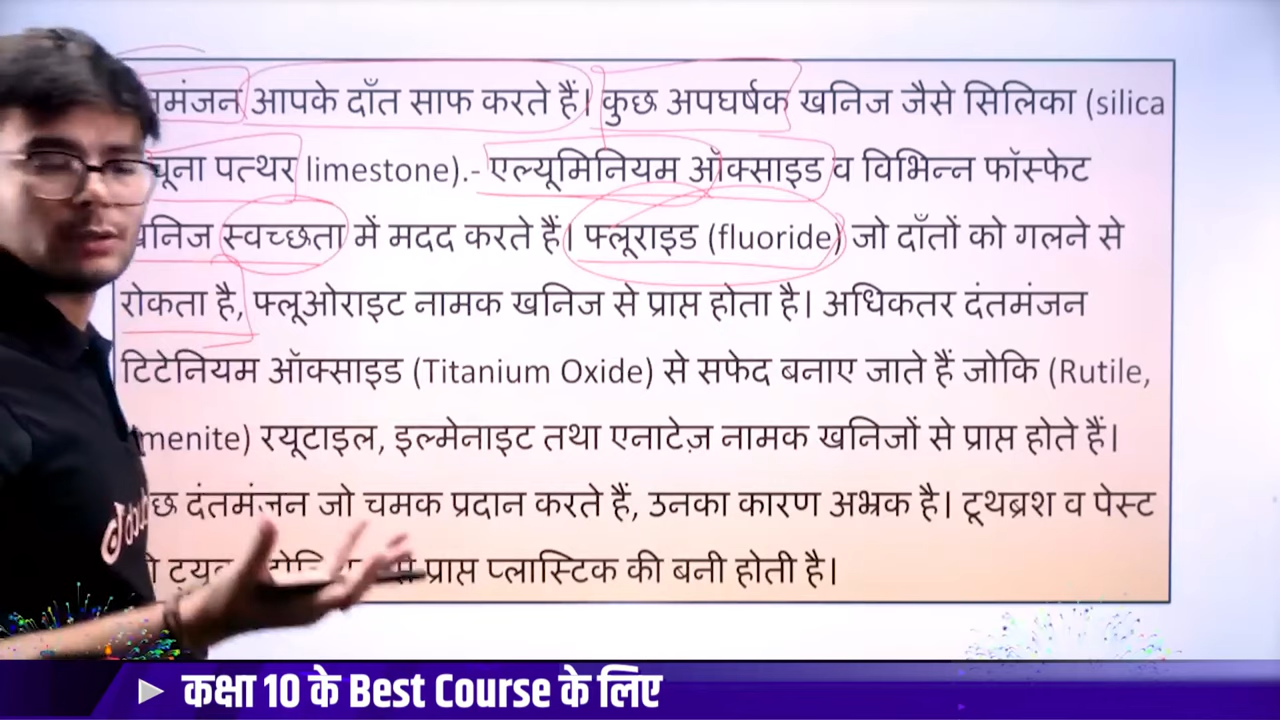 आपके दाँत साफ करते हैं। कुछ अपघर्षक खनिज जैसे सिलिका (silica
पत्थर limestone).- एल्यूमिनियम ऑक्साइड व विभिन्न फॉस्फेट
स्वच्छता में मदद करते हैं। फ्लूराइड (fluoride) जो दाँतों को गलने से
रोकता है, फ्लूओराइट नामक खनिज से प्राप्त होता है। अधिकतर दंतमंजन
टिटेनियम ऑक्साइड (Titanium Oxide) से सफेद बनाए जाते हैं जोकि (Rutile,
रयूटाइल, इल्मेनाइट तथा एनाटेज़ नामक खनिजों से प्राप्त होते हैं।
दंतमंजन जो चमक प्रदान करते हैं, उनका कारण अभ्रक है। टूथब्रश व पेस्ट
प्राप्त प्लास्टिक की बनी होती है।
कक्षा 10 के Best Course के लिए